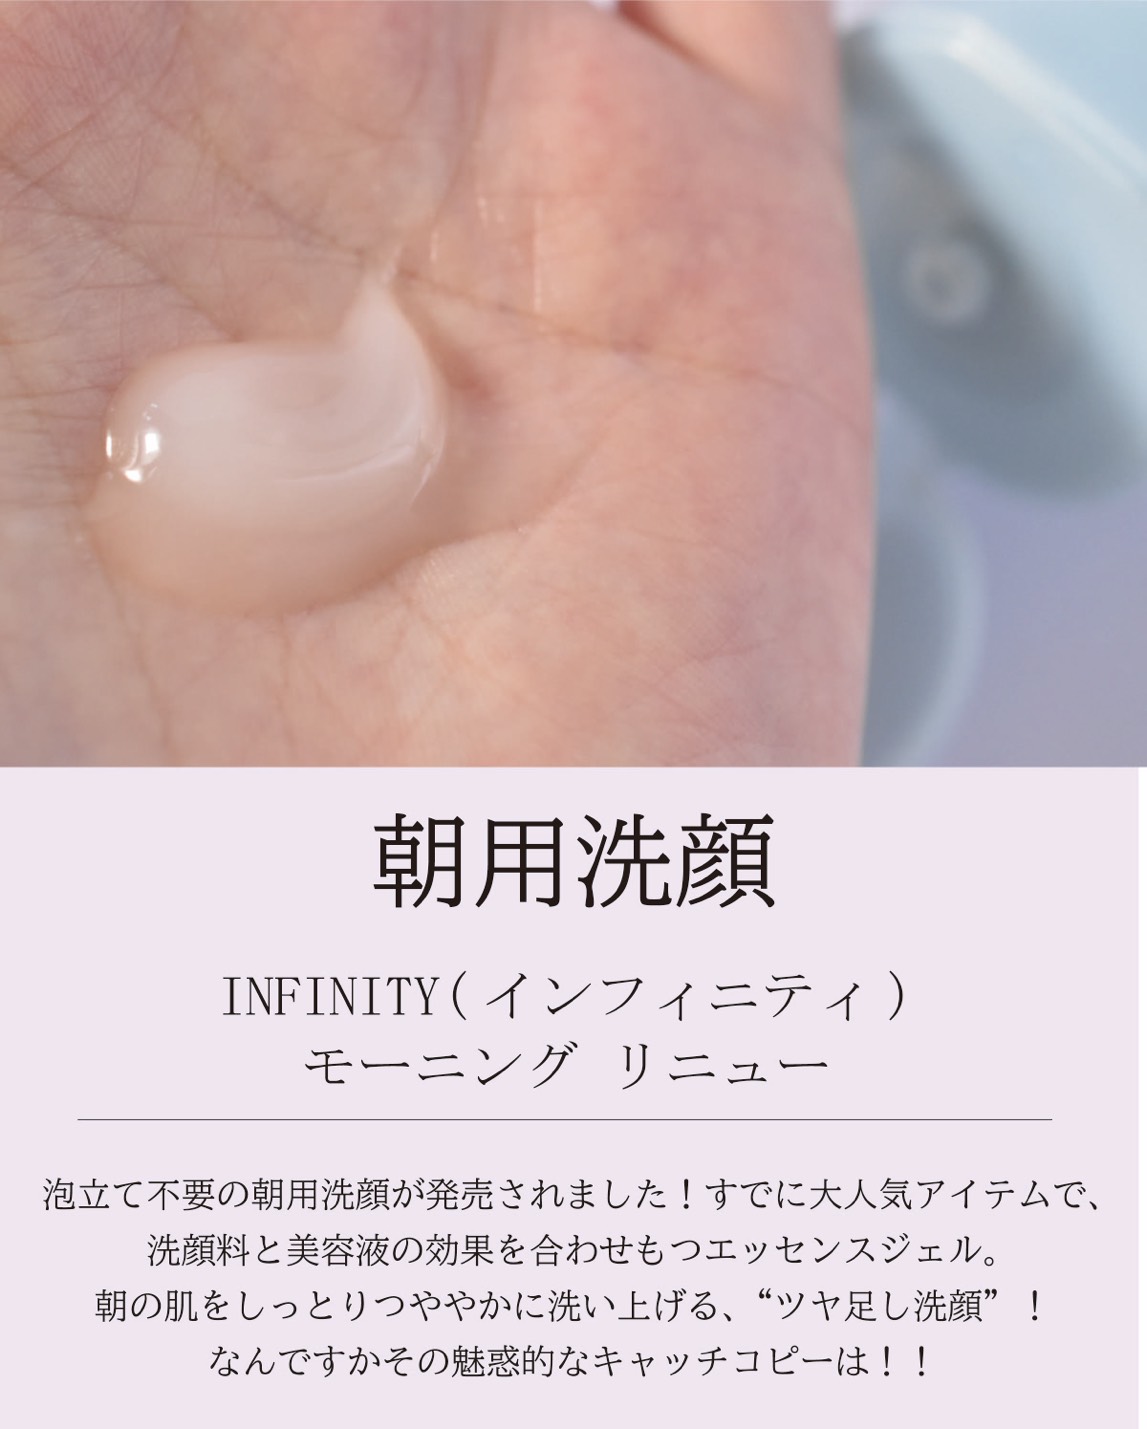 朝用洗顔
INFINITY(インフィニティ)
モーニング リニュー
泡立て不要の朝用洗顔が発売されました！すでに大人気アイテムで、
洗顔料と美容液の効果を合わせもつエッセンスジェル。
朝の肌をしっとりつややかに洗い上げる、“ツヤ足し洗顔”！
なんですかその魅惑的なキャッチコピーは！！